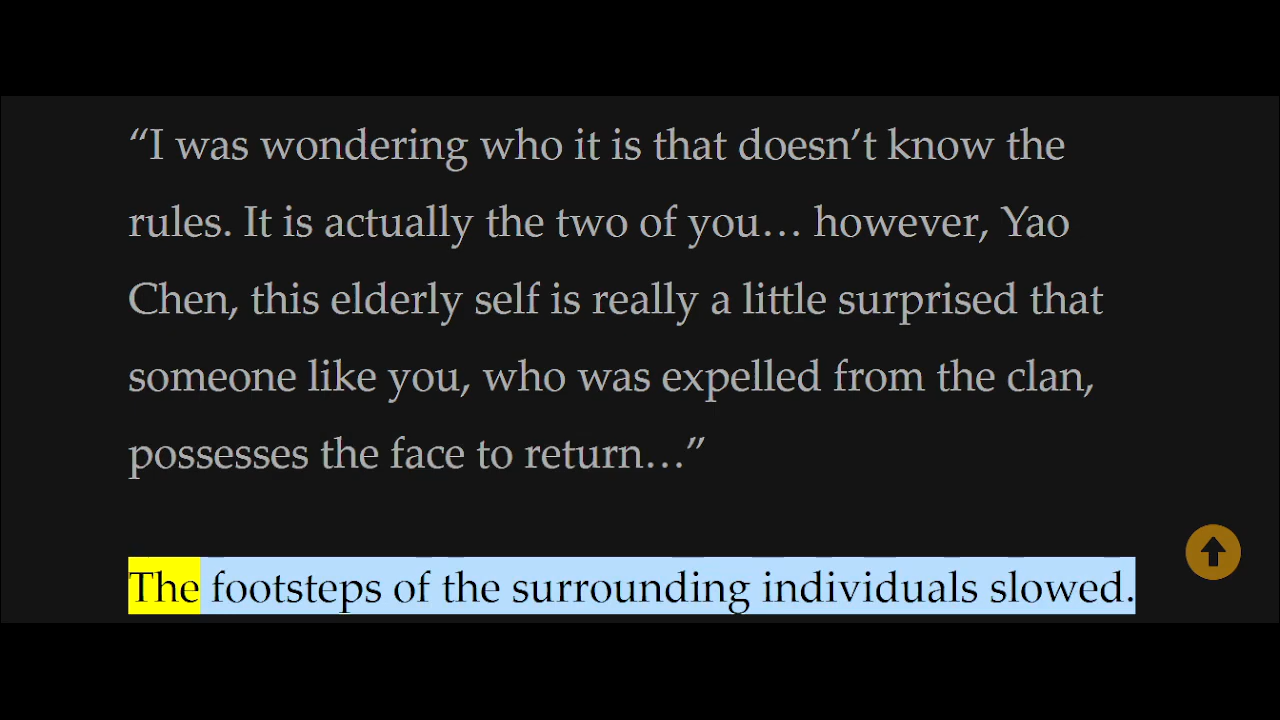 “I was wondering who it is that doesn’t know the
rules. It is actually the two of you… however, Yao
Chen, this elderly self is really a little surprised that
someone like you, who was expelled from the clan,
possesses the face to return…”
The footsteps of the surrounding individuals slowed.